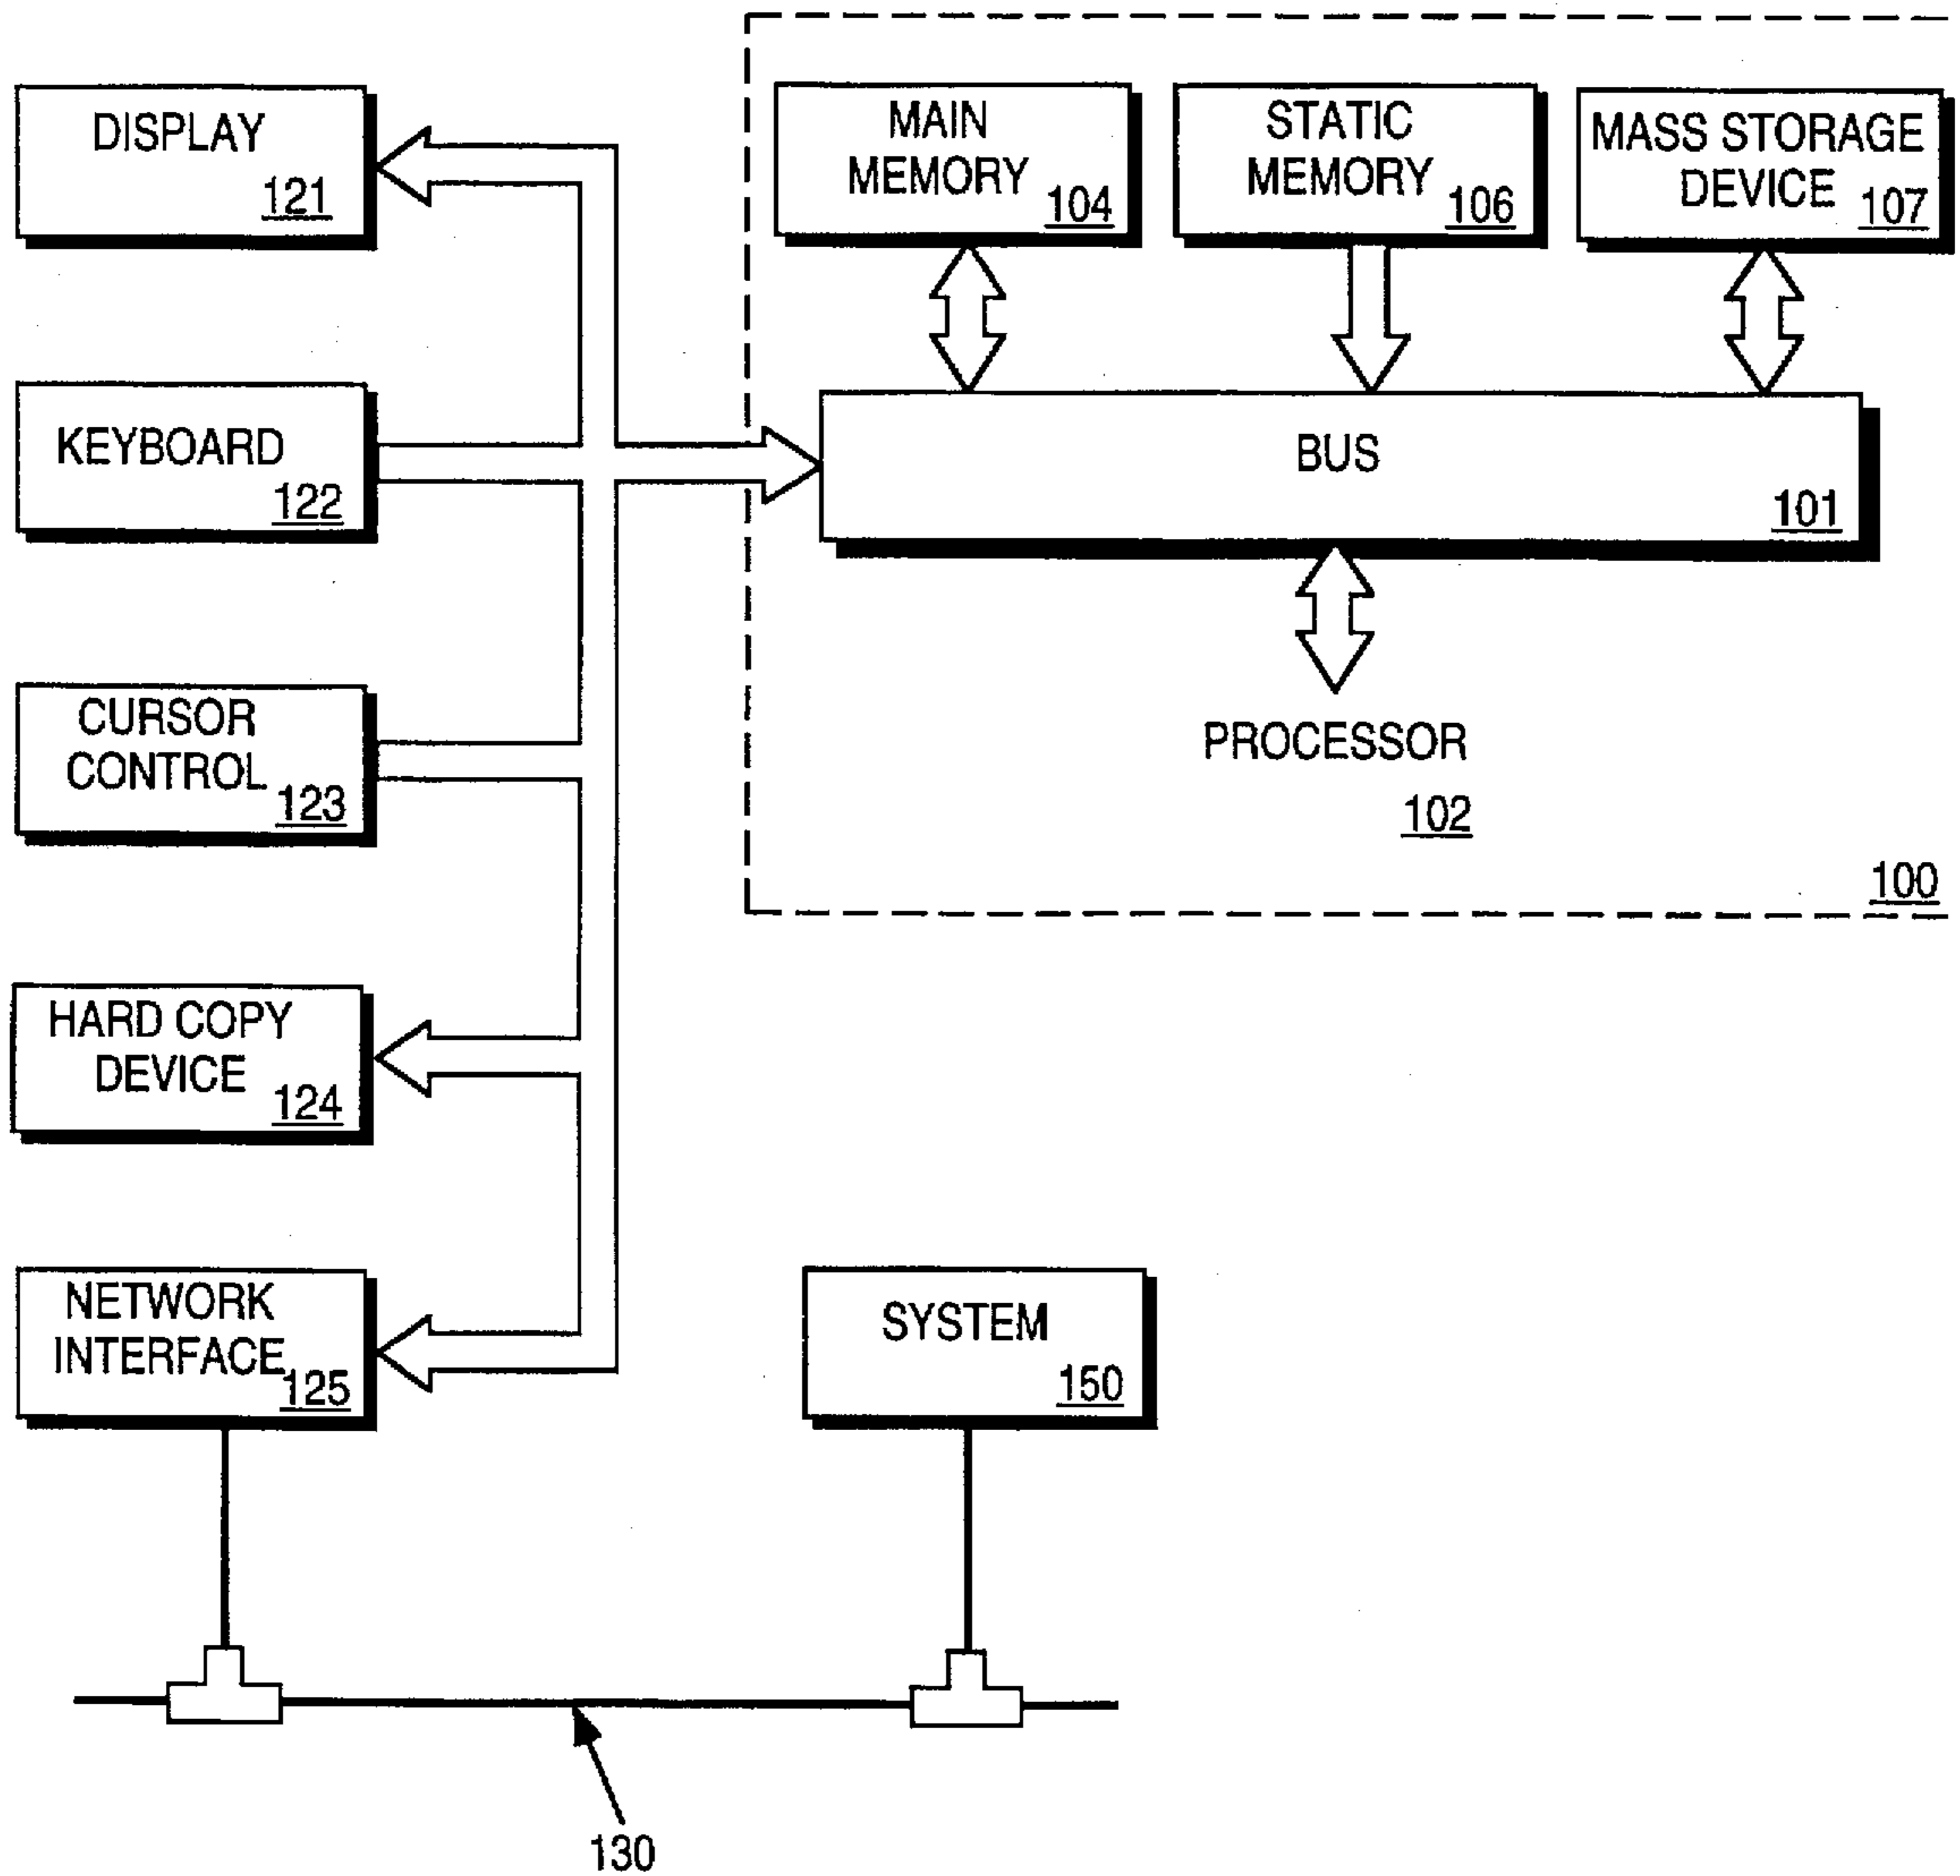 DISPLAY
121
KEYBOARD
122
CURSOR
CONTROL
123
HARD COPY
DEVICE
124
NETWORK
INTERFACE
125
MAIN
MEMORY
104
STATIC
MEMORY
106
MASS STORAGE
DEVICE
107
BUS
101
PROCESSOR
102
100
SYSTEM
150
130